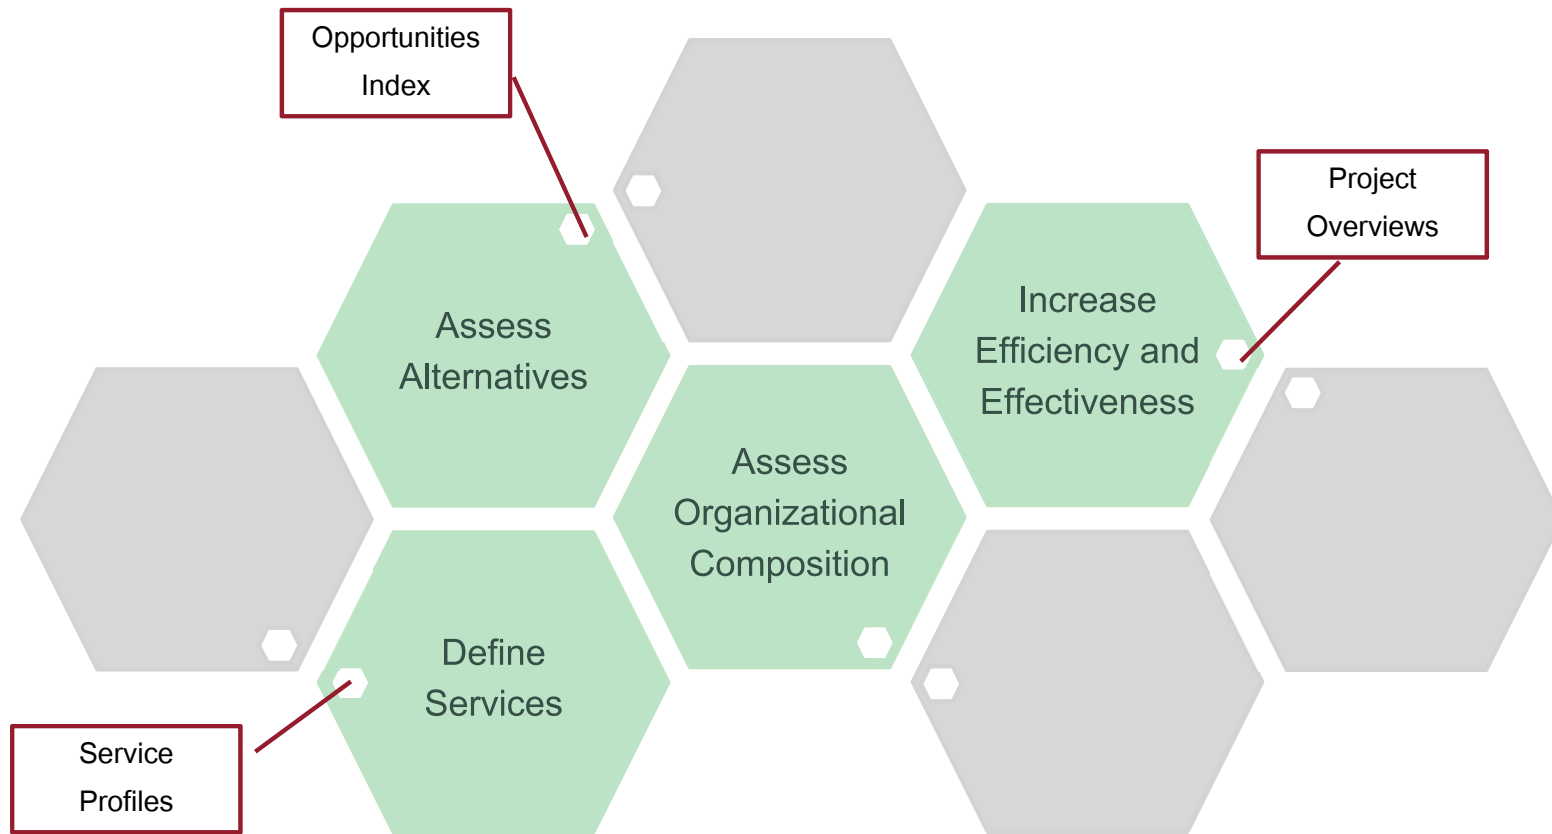 Opportunities
Index
Project
Overviews
Assess
Alternatives
Increase
Efficiency and
Effectiveness
Assess
Organizational
Composition
Define
Services
Service
Profiles